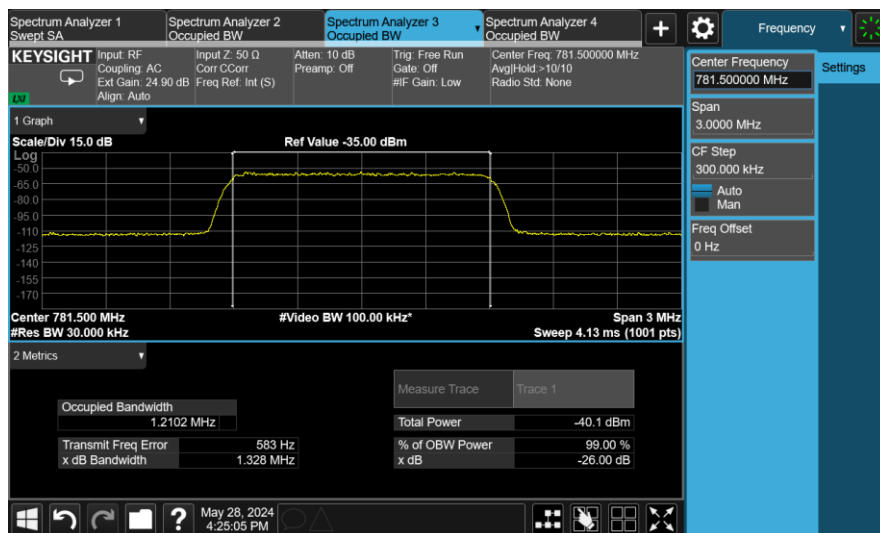 Spectrum Analyzer 1
Swept SA
Spectrum Analyzer 2
Occupied BW
Spectrum Analyzer 3
Occupied BW
Spectrum Analyzer 4
Occupied BW
+
Frequency
KEYSIGHT
LXI
Input: RF
Coupling: AC
Ext Gain: 24.90 dB
Align: Auto
Input Z: 50 Ω
Corr CCorr
Freq Ref: Int (S)
Atten: 10 dB
Preamp: Off
Trig: Free Run
Gate: Off
#IF Gain: Low
Center Freq: 781.500000 MHz
Avg|Hold:>10/10
Radio Std: None
Center Frequency
781.500000 MHz
Settings
Span
3.0000 MHz
CF Step
300.000 kHz
Auto
Man
Freq Offset
0 Hz
1 Graph
Scale/Div 15.0 dB
Ref Value -35.00 dBm
Log
-50.0
-65.0
-80.0
-95.0
-110
-125
-140
-155
-170
Center 781.500 MHz
#Video BW 100.00 kHz*
Span 3 MHz
#Res BW 30.000 kHz
Sweep 4.13 ms (1001 pts)
2 Metrics
Measure Trace
Trace 1
Occupied Bandwidth
1.2102 MHz
Total Power
-40.1 dBm
Transmit Freq Error
583 Hz
% of OBW Power
99.00 %
x dB Bandwidth
1.328 MHz
x dB
-26.00 dB
?
May 28, 2024
4:25:05 PM